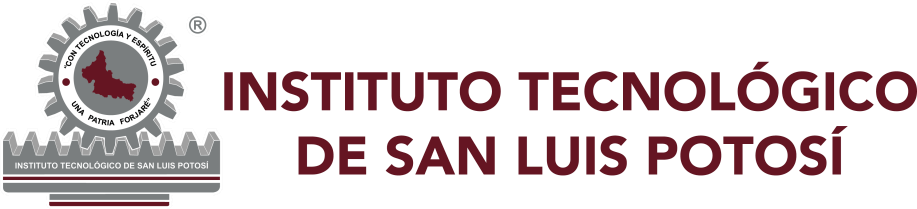 "CON TECNOLOGÍA Y ESPÍRITU
UNA PATRIA FORJARÉ"
INSTITUTO TECNOLÓGICO DE SAN LUIS POTOSÍ
®
INSTITUTO TECNOLÓGICO
DE SAN LUIS POTOSÍ